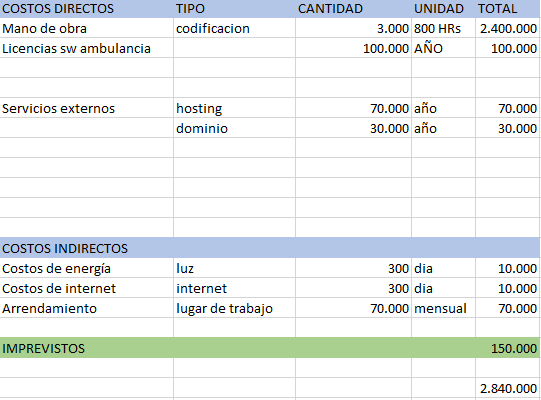 COSTOS DIRECTOS TIPO CANTIDAD UNIDAD TOTAL
Mano de obra codificacion 3.000 800 HRs 2.400.000
Licencias sw ambulancia 100.000 AÑO 100.000
Servicios externos hosting 70.000 año 70.000
dominio 30.000 año 30.000
COSTOS INDIRECTOS
Costos de energía luz 300 dia 10.000
Costos de internet internet 300 dia 10.000
Arrendamiento lugar de trabajo 70.000 mensual 70.000
IMPREVISTOS 150.000
2.840.000